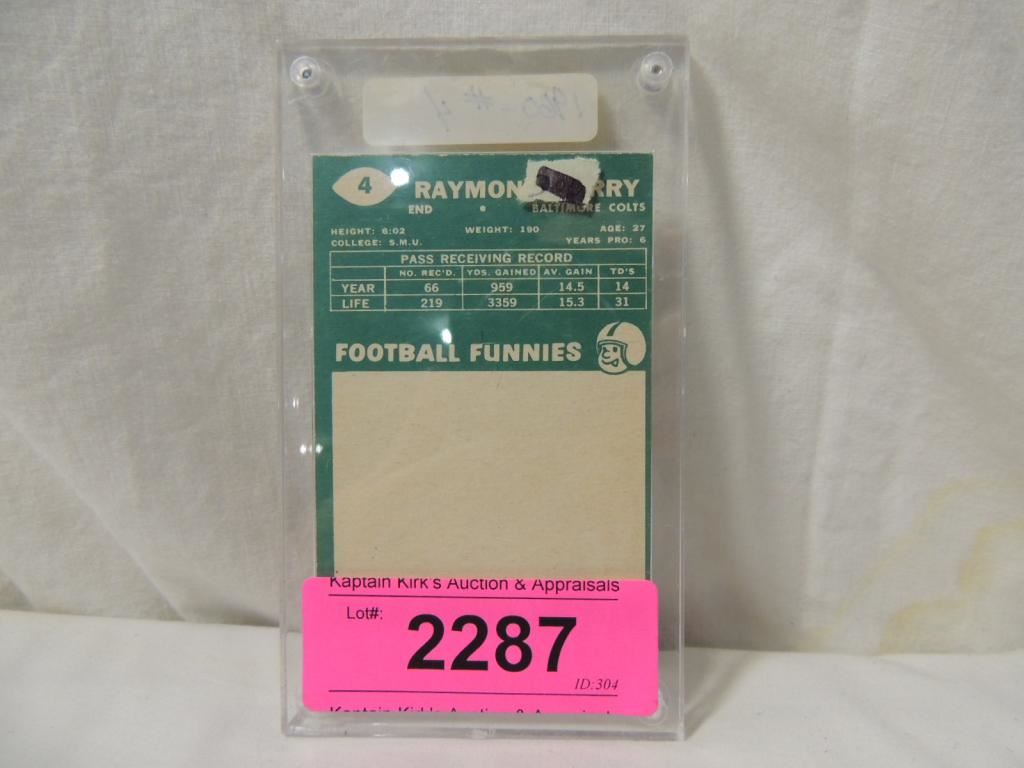 1960 #4
4 RAYMON RRY
END • BALTIMORE COLTS
HEIGHT: 6:02 WEIGHT: 190 AGE: 27
COLLEGE: S.M.U. YEARS PRO: 6
PASS RECEIVING RECORD
NO. REC'D. YDS. GAINED AV. GAIN TD'S
YEAR 66 959 14.5 14
LIFE 219 3359 15.3 31
FOOTBALL FUNNIES
Kaptain Kirk's Auction & Appraisals
Lot#: 2287
ID:304